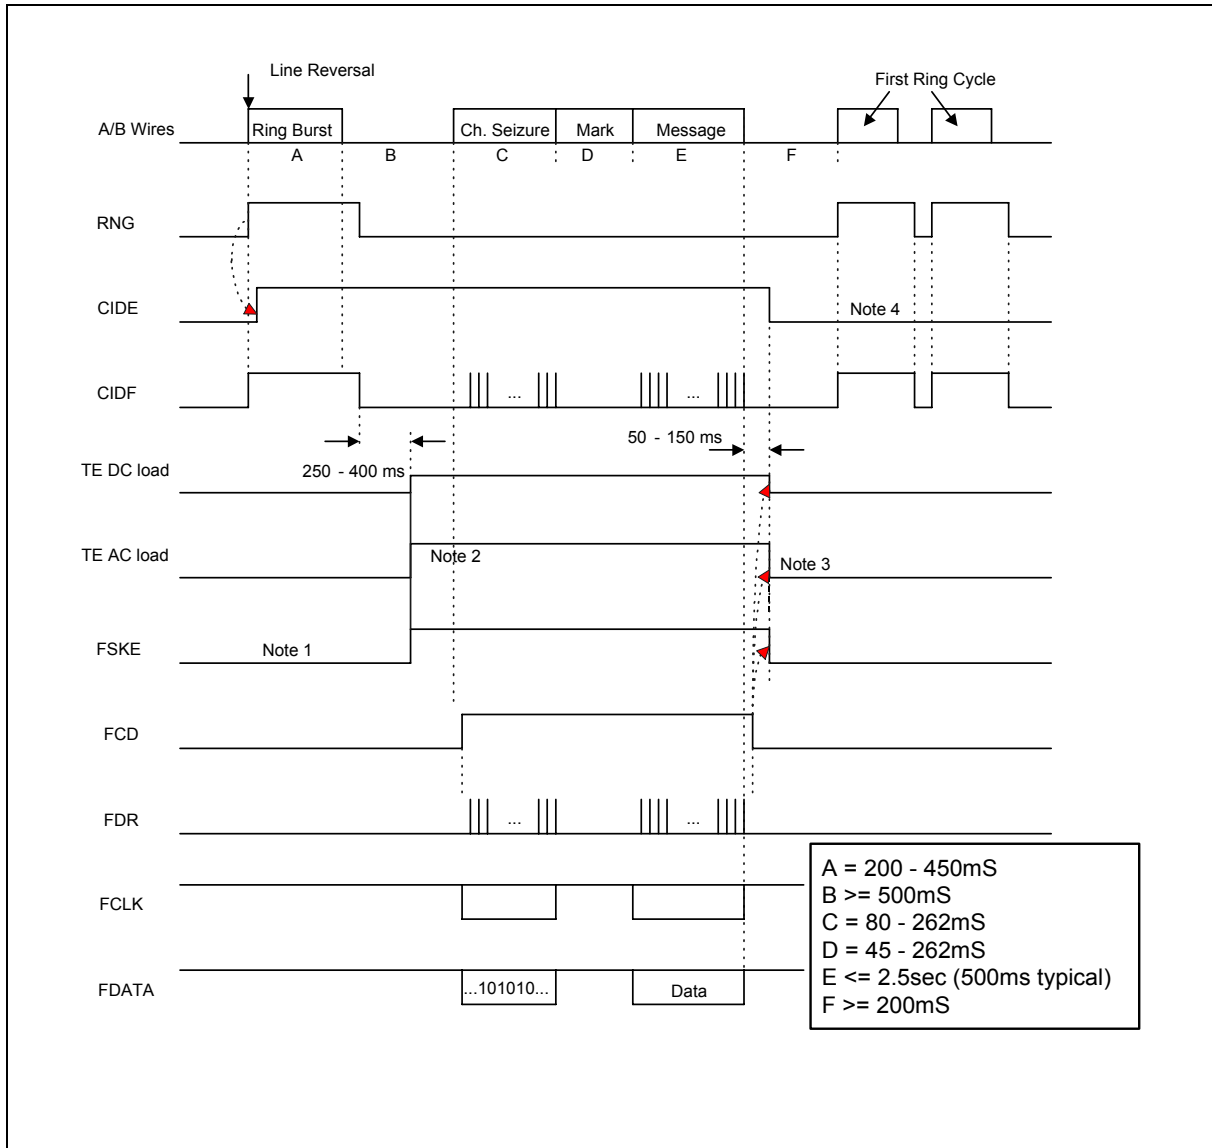 Line Reversal
First Ring Cycle
A/B Wires
Ring Burst
Ch. Seizure
Mark
Message
A
B
C
D
E
F
RNG
CIDE
Note 4
CIDF
...
...
50 - 150 ms
TE DC load
250 - 400 ms
TE AC load
Note 2
Note 3
FSKE
Note 1
FCD
FDR
...
...
FCLK
FDATA
...101010...
Data
A = 200 - 450mS
B >= 500mS
C = 80 - 262mS
D = 45 - 262mS
E <= 2.5sec (500ms typical)
F >= 200mS